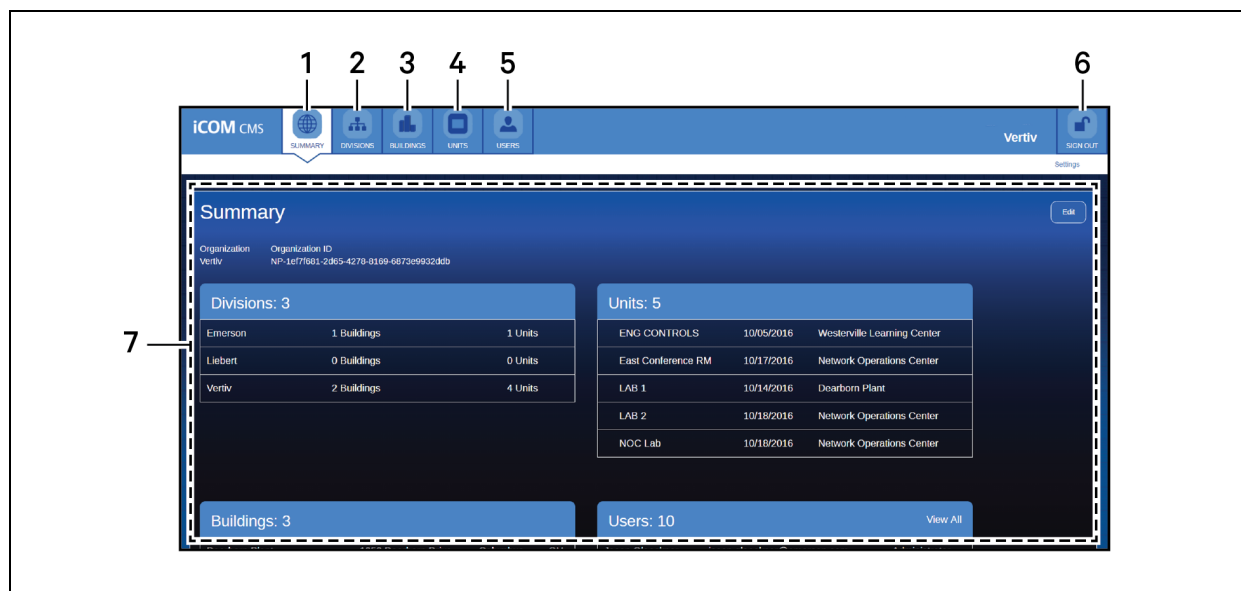 1 2 3 4 5 6
iCOM CMS
SUMMARY DIVISIONS BUILDINGS UNITS USERS
Vertiv
SIGN OUT
Settings
Summary
Edit
Organization Organization ID
Vertiv NP-1ef7f681-2d65-4278-8169-6873e9932ddb
Divisions: 3
Emerson 1 Buildings 1 Units
Liebert 0 Buildings 0 Units
Vertiv 2 Buildings 4 Units
Units: 5
ENG CONTROLS 10/05/2016 Westerville Learning Center
East Conference RM 10/17/2016 Network Operations Center
LAB 1 10/14/2016 Dearborn Plant
LAB 2 10/18/2016 Network Operations Center
NOC Lab 10/18/2016 Network Operations Center
7
Buildings: 3
Users: 10 View All